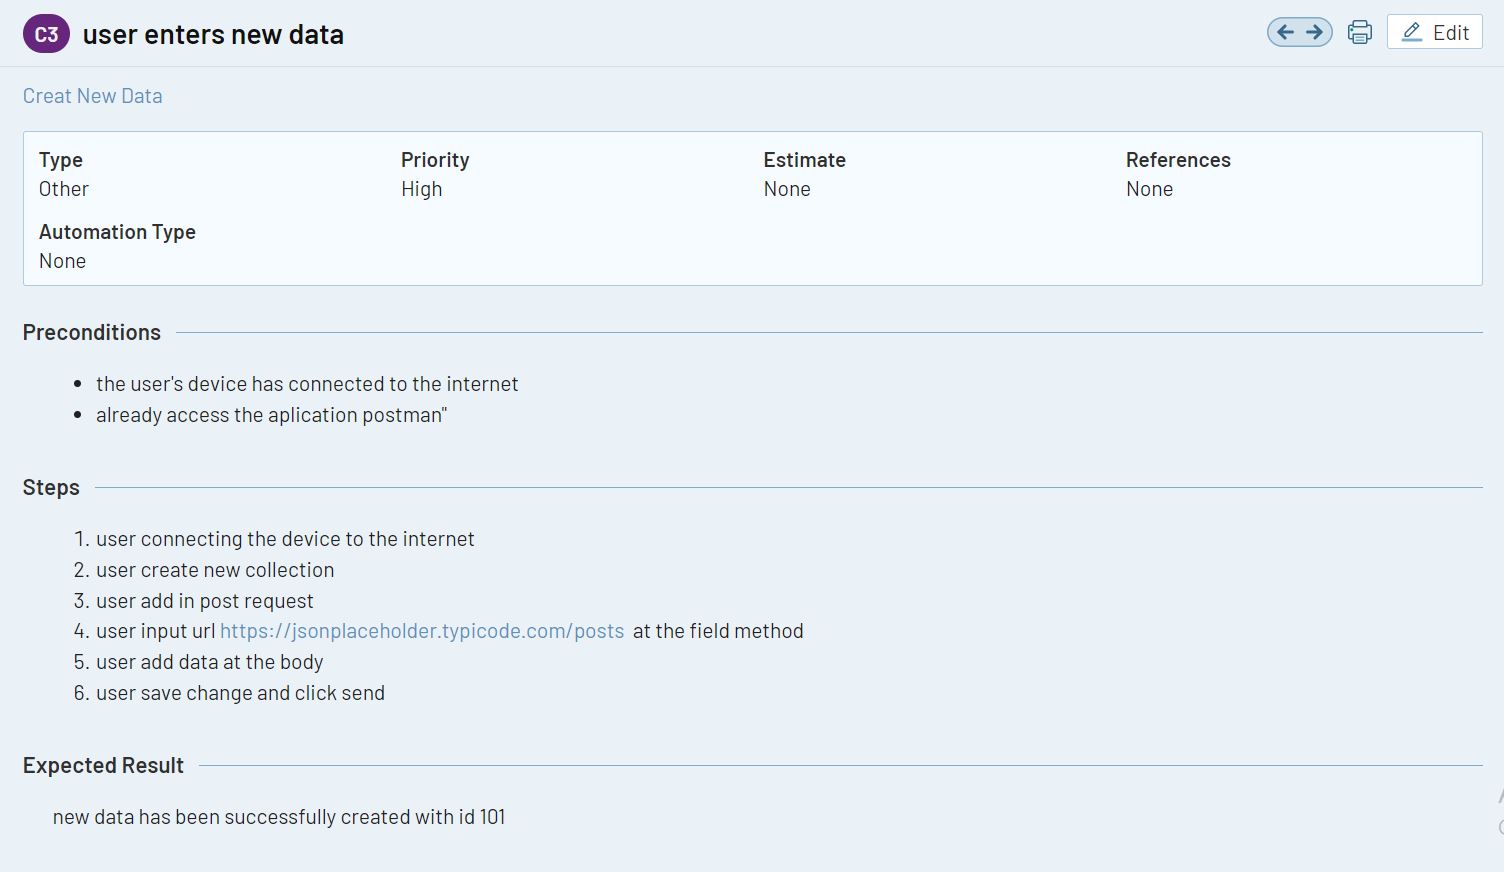 C3 user enters new data Edit
Creat New Data
Type Priority Estimate References
Other High None None
Automation Type
None
Preconditions
• the user's device has connected to the internet
• already access the aplication postman"
Steps
1. user connecting the device to the internet
2. user create new collection
3. user add in post request
4. user input url https://jsonplaceholder.typicode.com/posts at the field method
5. user add data at the body
6. user save change and click send
Expected Result
new data has been successfully created with id 101